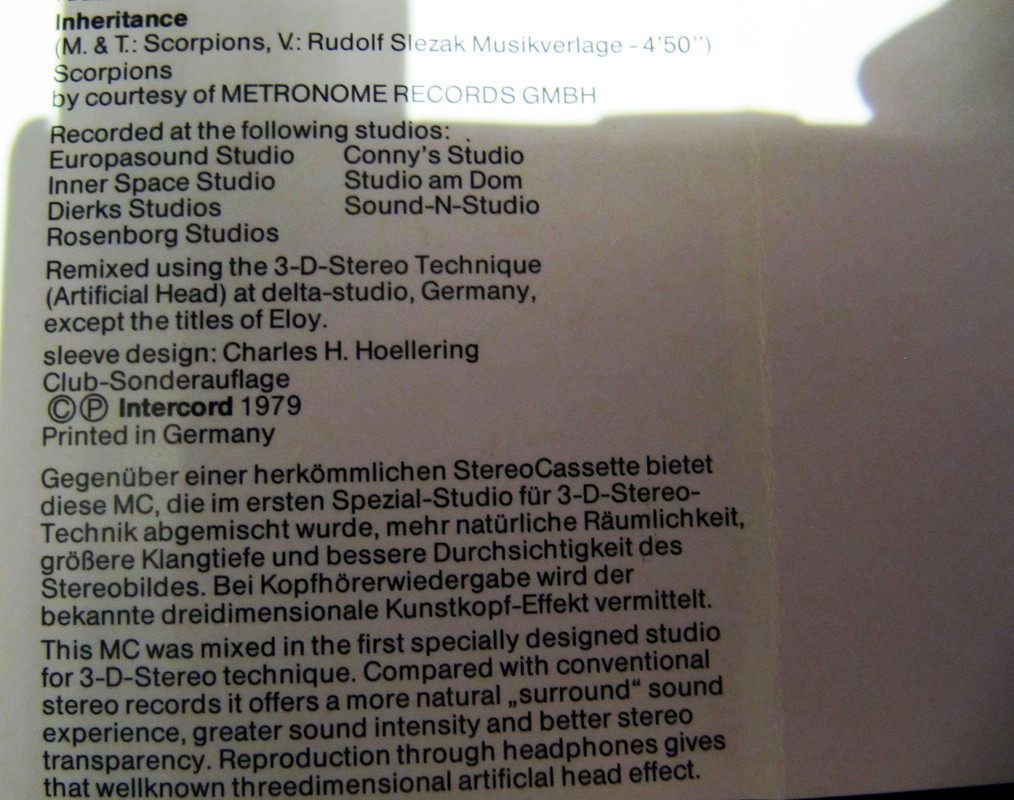 Inheritance
(M. & T.: Scorpions, V.: Rudolf Slezak Musikverlage - 4'50")
Scorpions
by courtesy of METRONOME RECORDS GMBH
Recorded at the following studios:
Europasound Studio Conny's Studio
Inner Space Studio Studio am Dom
Dierks Studios Sound-N-Studio
Rosenborg Studios
Remixed using the 3-D-Stereo Technique
(Artificial Head) at delta-studio, Germany,
except the titles of Eloy.
sleeve design: Charles H. Hoellering
Club-Sonderauflage
©℗ Intercord 1979
Printed in Germany
Gegenüber einer herkömmlichen StereoCassette bietet
diese MC, die im ersten Spezial-Studio für 3-D-Stereo-
Technik abgemischt wurde, mehr natürliche Räumlichkeit,
größere Klangtiefe und bessere Durchsichtigkeit des
Stereobildes. Bei Kopfhörerwiedergabe wird der
bekannte dreidimensionale Kunstkopf-Effekt vermittelt.
This MC was mixed in the first specially designed studio
for 3-D-Stereo technique. Compared with conventional
stereo records it offers a more natural „surround“ sound
experience, greater sound intensity and better stereo
transparency. Reproduction through headphones gives
that wellknown threedimensional artificlal head effect.